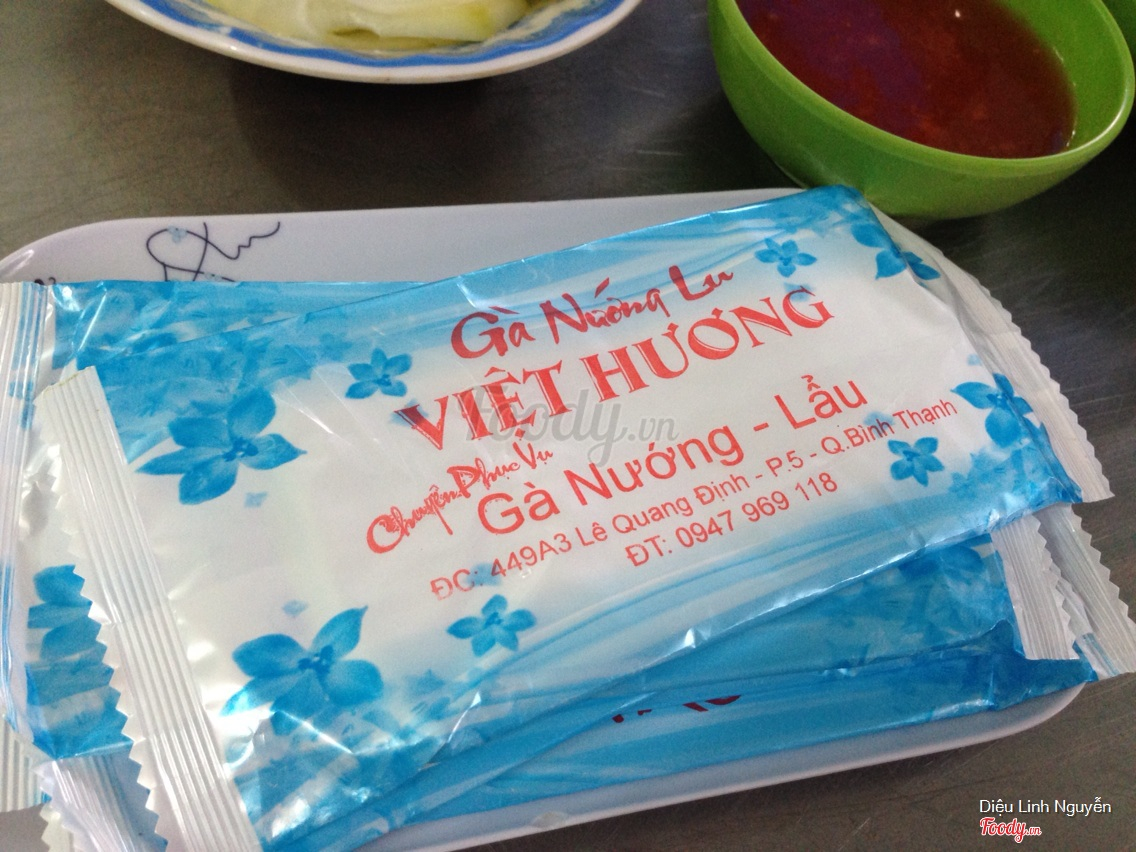 Gà Nướng Lu
VIỆT HƯƠNG
foody.vn
Chuyên Phục Vụ
Gà Nướng - Lẩu
ĐC: 449A3 Lê Quang Định - P.5 - Q.Bình Thạnh
ĐT: 0947 969 118
Diệu Linh Nguyễn
Foody.vn